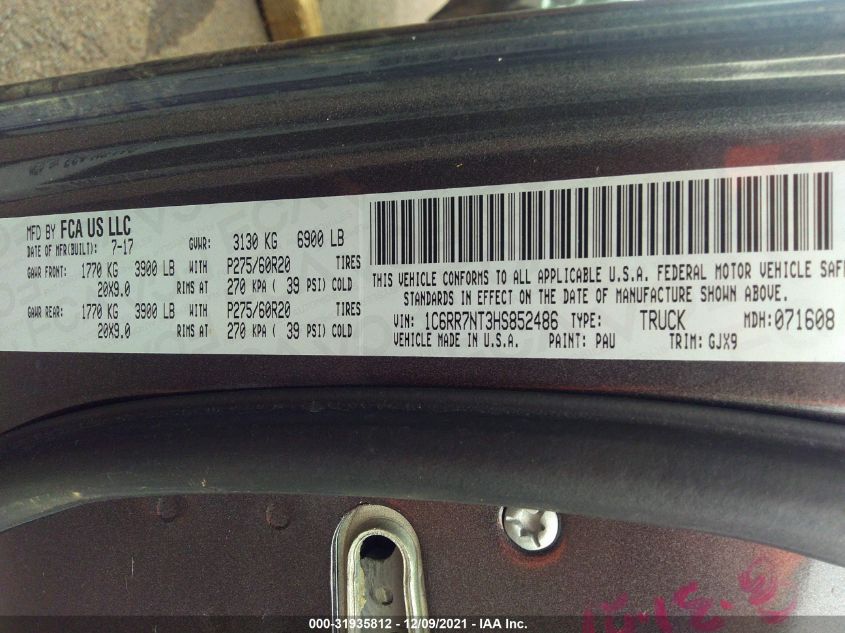 MFD BY FCA US LLC
DATE OF MFR(BUILT): 7-17 GVWR: 3130 KG 6900 LB
GAWR FRONT: 1770 KG 3900 LB WITH P275/60R20 TIRES
20X9.0 RIMS AT 270 KPA ( 39 PSI) COLD
GAWR REAR: 1770 KG 3900 LB WITH P275/60R20 TIRES
20X9.0 RIMS AT 270 KPA ( 39 PSI) COLD
THIS VEHICLE CONFORMS TO ALL APPLICABLE U.S.A. FEDERAL MOTOR VEHICLE SAF
STANDARDS IN EFFECT ON THE DATE OF MANUFACTURE SHOWN ABOVE.
VIN: 1C6RR7NT3HS852486 TYPE: TRUCK MDH:071608
VEHICLE MADE IN U.S.A. PAINT: PAU TRIM: GJX9
000-31935812 - 12/09/2021 - IAA Inc.